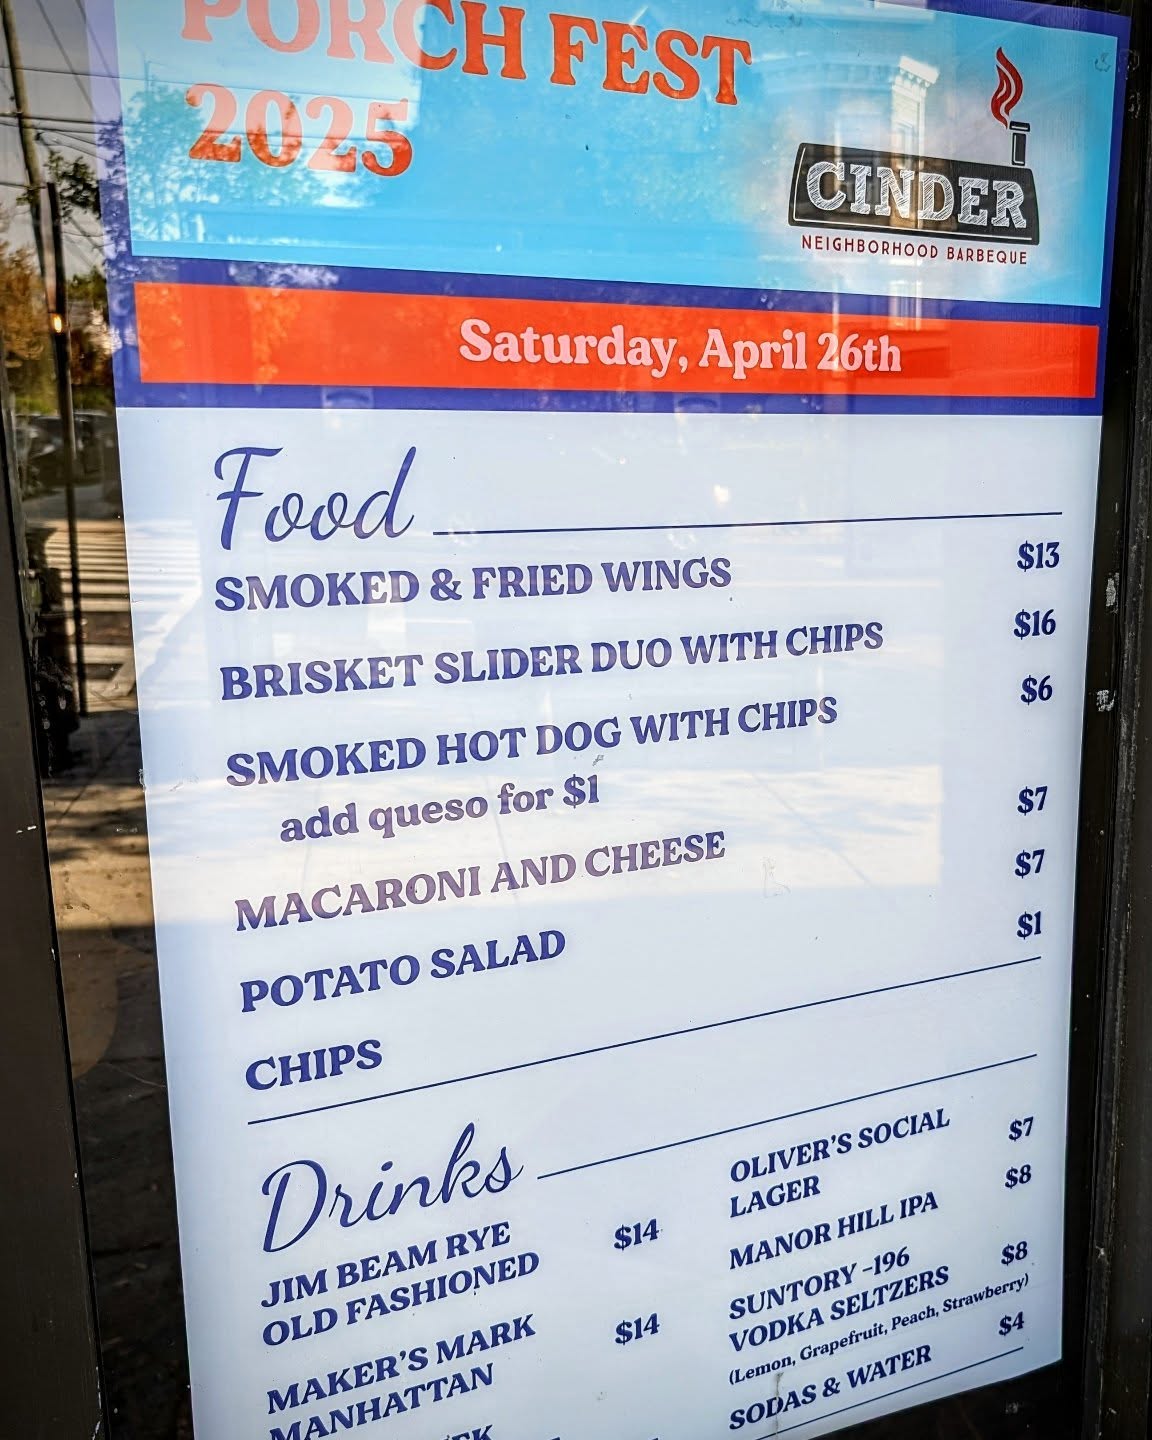 PORCH FEST
2025
CINDER
NEIGHBORHOOD BARBEQUE
Saturday, April 26th
Food
SMOKED & FRIED WINGS $13
BRISKET SLIDER DUO WITH CHIPS $16
SMOKED HOT DOG WITH CHIPS $6
add queso for $1
MACARONI AND CHEESE $7
POTATO SALAD $7
CHIPS $1
Drinks
JIM BEAM RYE $14
OLD FASHIONED
MAKER'S MARK $14
MANHATTAN
OLIVER'S SOCIAL $7
LAGER
MANOR HILL IPA $8
SUNTORY -196 $8
VODKA SELTZERS
(Lemon, Grapefruit, Peach, Strawberry)
SODAS & WATER $4